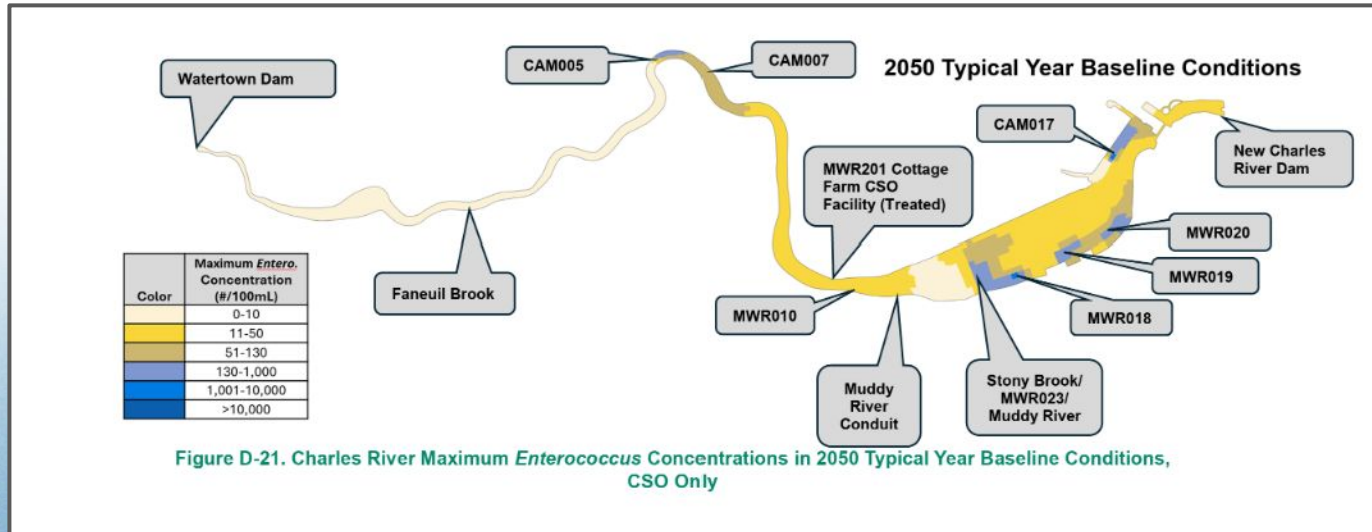 2050 Typical Year Baseline Conditions
Watertown Dam
CAM005
CAM007
CAM017
New Charles
River Dam
MWR201 Cottage
Farm CSO
Facility (Treated)
MWR020
MWR019
MWR018
Faneuil Brook
MWR010
Muddy
River
Conduit
Stony Brook/
MWR023/
Muddy River
Color
Maximum Entero.
Concentration
(#/100mL)
0-10
11-50
51-130
130-1,000
1,001-10,000
>10,000
Figure D-21. Charles River Maximum Enterococcus Concentrations in 2050 Typical Year Baseline Conditions,
CSO Only